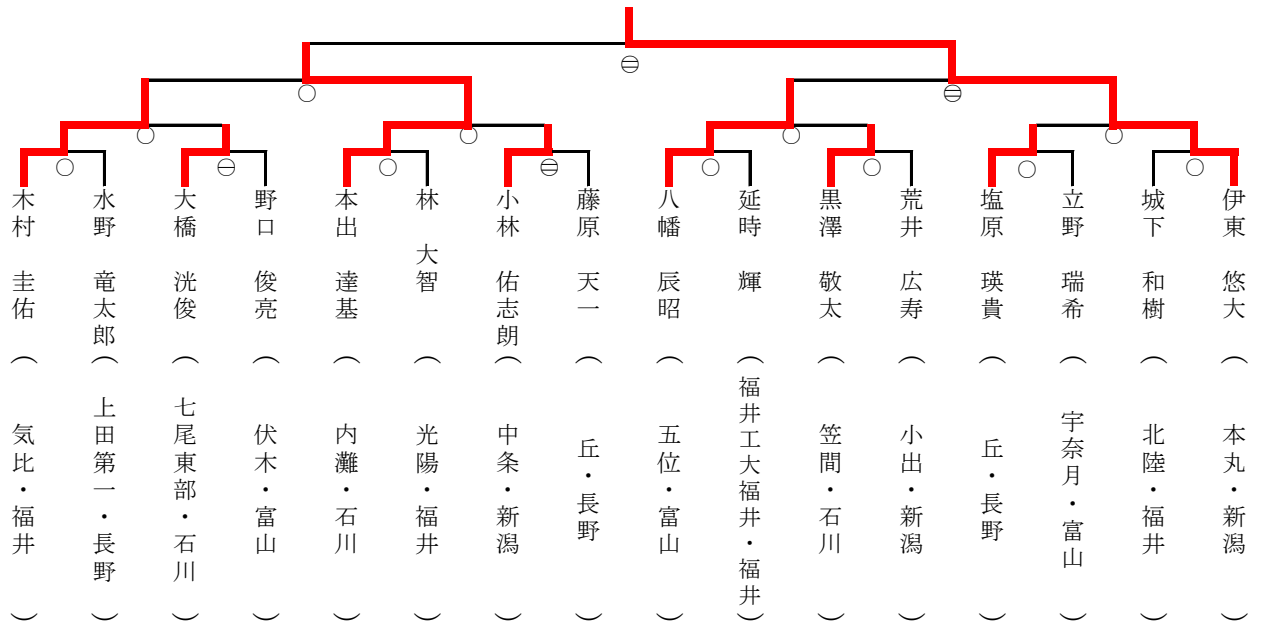 木村 圭佑 （ 気比・福井 ）
水野 竜太郎 （ 上田第一・長野 ）
大橋 洸俊 （ 七尾東部・石川 ）
野口 俊亮 （ 伏木・富山 ）
本出 達基 （ 内灘・石川 ）
林 大智 （ 光陽・福井 ）
小林 佑志朗 （ 中条・新潟 ）
藤原 天一 （ 丘・長野 ）
八幡 辰昭 （ 五位・富山 ）
延時 輝 （ 福井工大福井・福井 ）
黒澤 敬太 （ 笠間・石川 ）
荒井 広寿 （ 小出・新潟 ）
塩原 瑛貴 （ 丘・長野 ）
立野 瑞希 （ 宇奈月・富山 ）
城下 和樹 （ 北陸・福井 ）
伊東 悠大 （ 本丸・新潟 ）